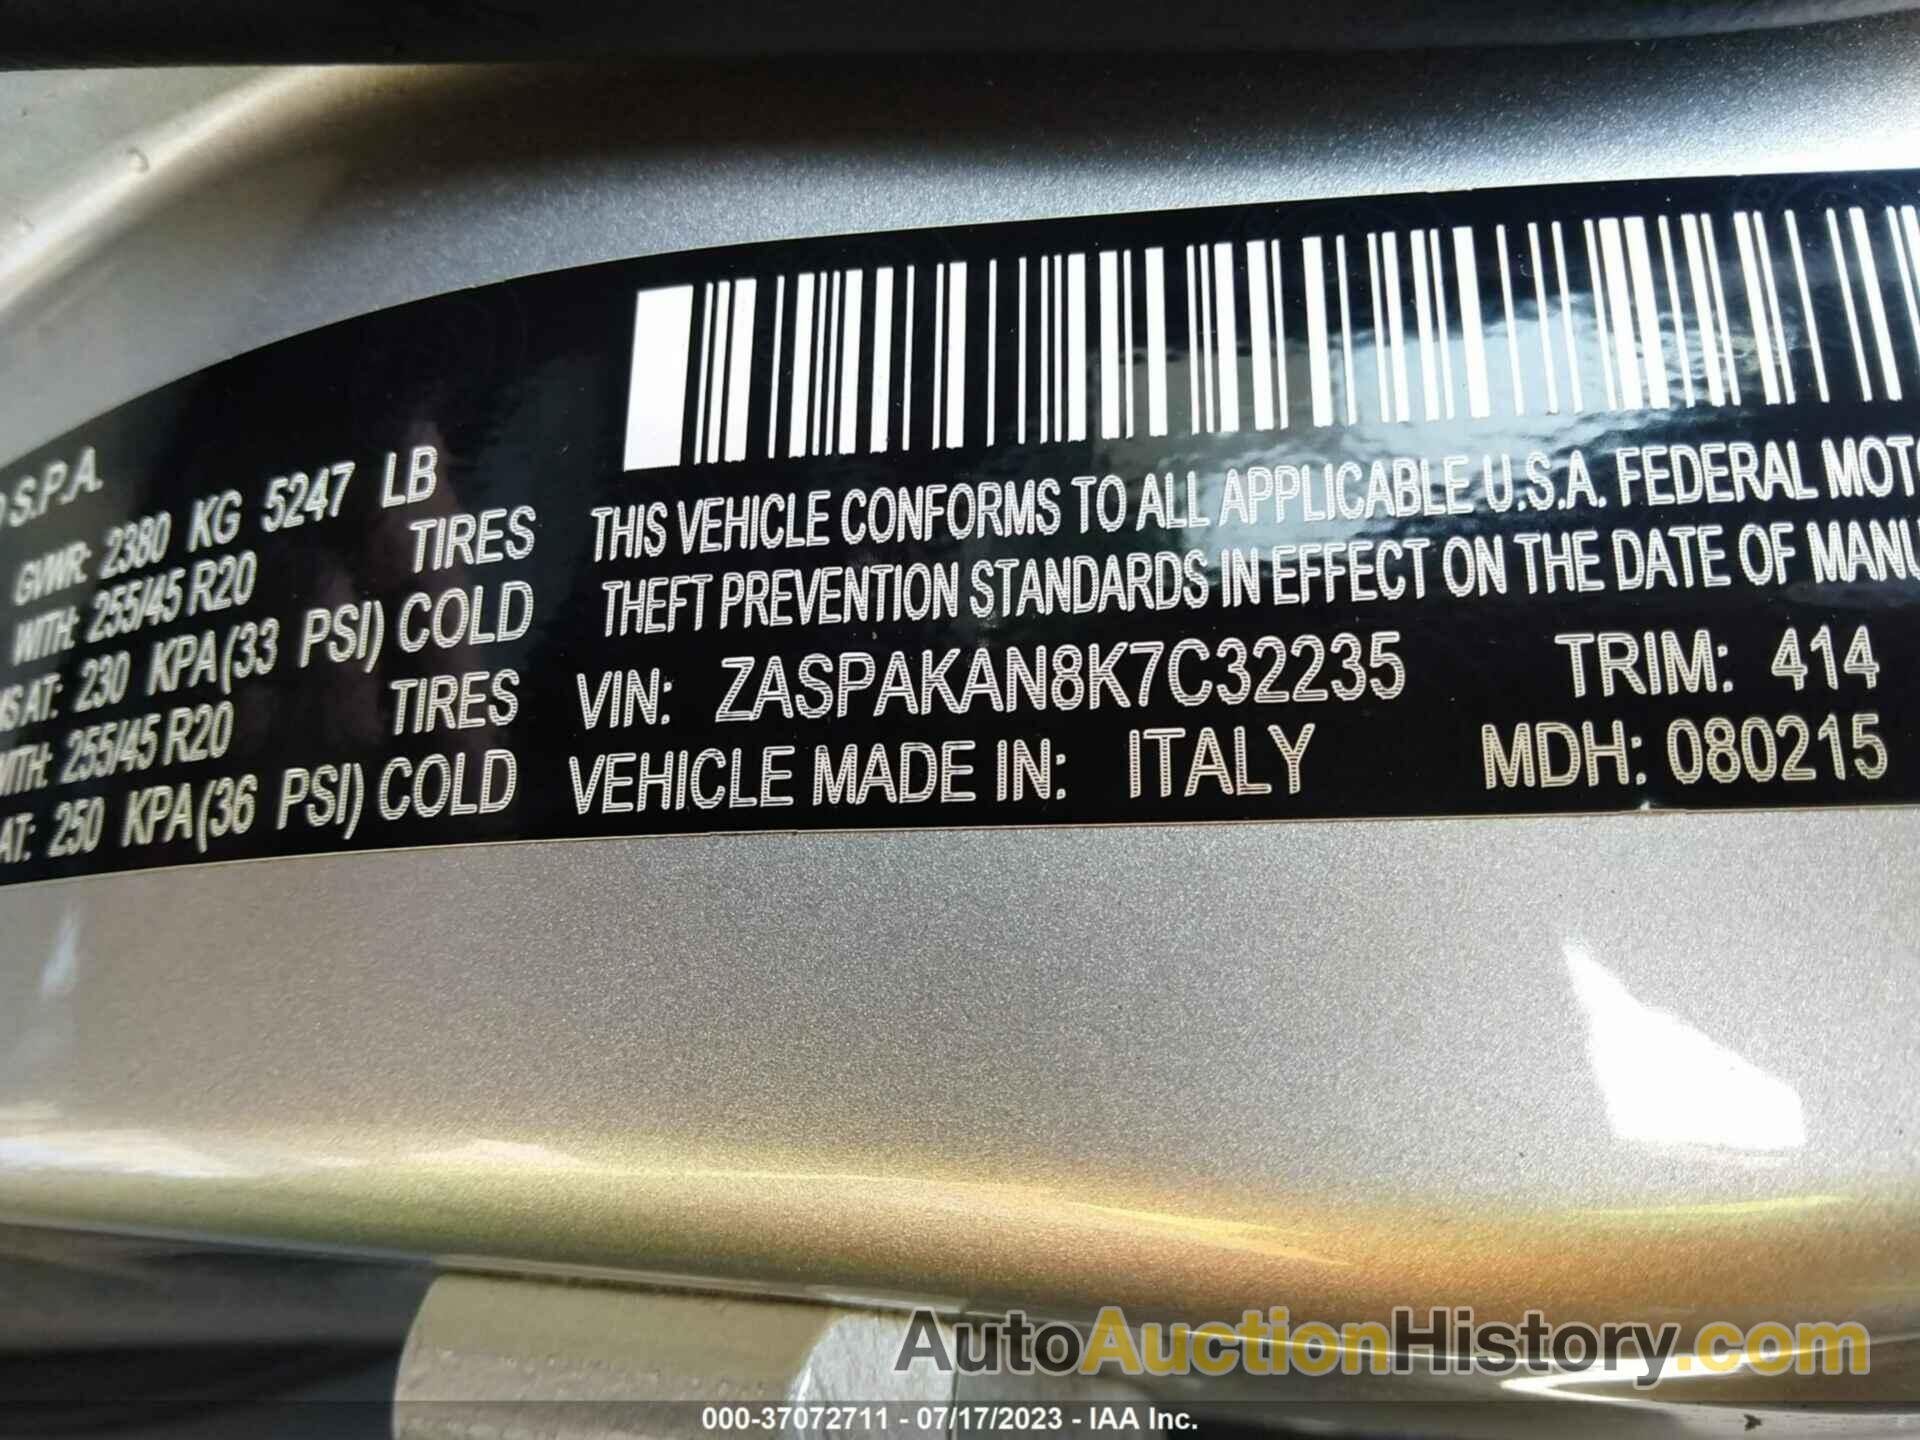 S.P.A.
GVWR: 2380 KG 5247 LB
WITH: 255/45 R20 TIRES
AT: 230 KPA(33 PSI) COLD
WITH: 255/45 R20 TIRES
AT: 250 KPA(36 PSI) COLD
THIS VEHICLE CONFORMS TO ALL APPLICABLE U.S.A. FEDERAL
THEFT PREVENTION STANDARDS IN EFFECT ON THE DATE OF
VIN: ZASPAKAN8K7C32235 TRIM: 414
VEHICLE MADE IN: ITALY MDH: 080215
AutoAuctionHistory.com
000-37072711 - 07/17/2023 - IAA Inc.